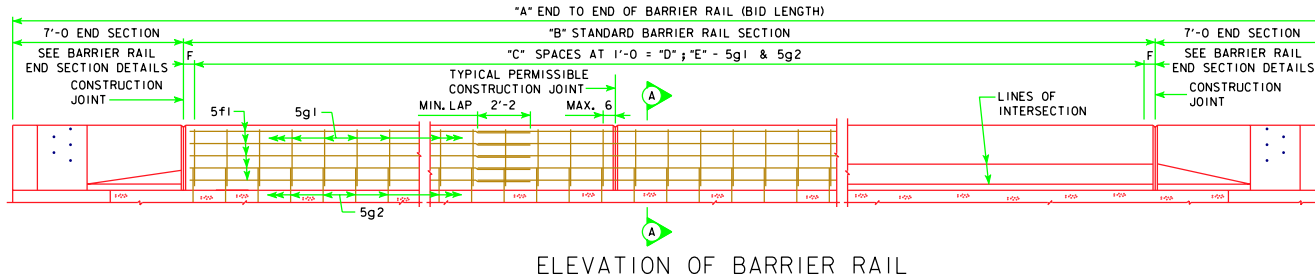 "A" END TO END OF BARRIER RAIL (BID LENGTH)
7'-0 END SECTION
"B" STANDARD BARRIER RAIL SECTION
7'-0 END SECTION
SEE BARRIER RAIL
END SECTION DETAILS
F
"C" SPACES AT 1'-0 = "D"; "E" - 5g1 & 5g2
F
SEE BARRIER RAIL
END SECTION DETAILS
CONSTRUCTION
JOINT
TYPICAL PERMISSIBLE
CONSTRUCTION JOINT
A
CONSTRUCTION
JOINT
5f1
5g1
MIN. LAP
2'-2
MAX. 6
LINES OF
INTERSECTION
5g2
A
ELEVATION OF BARRIER RAIL